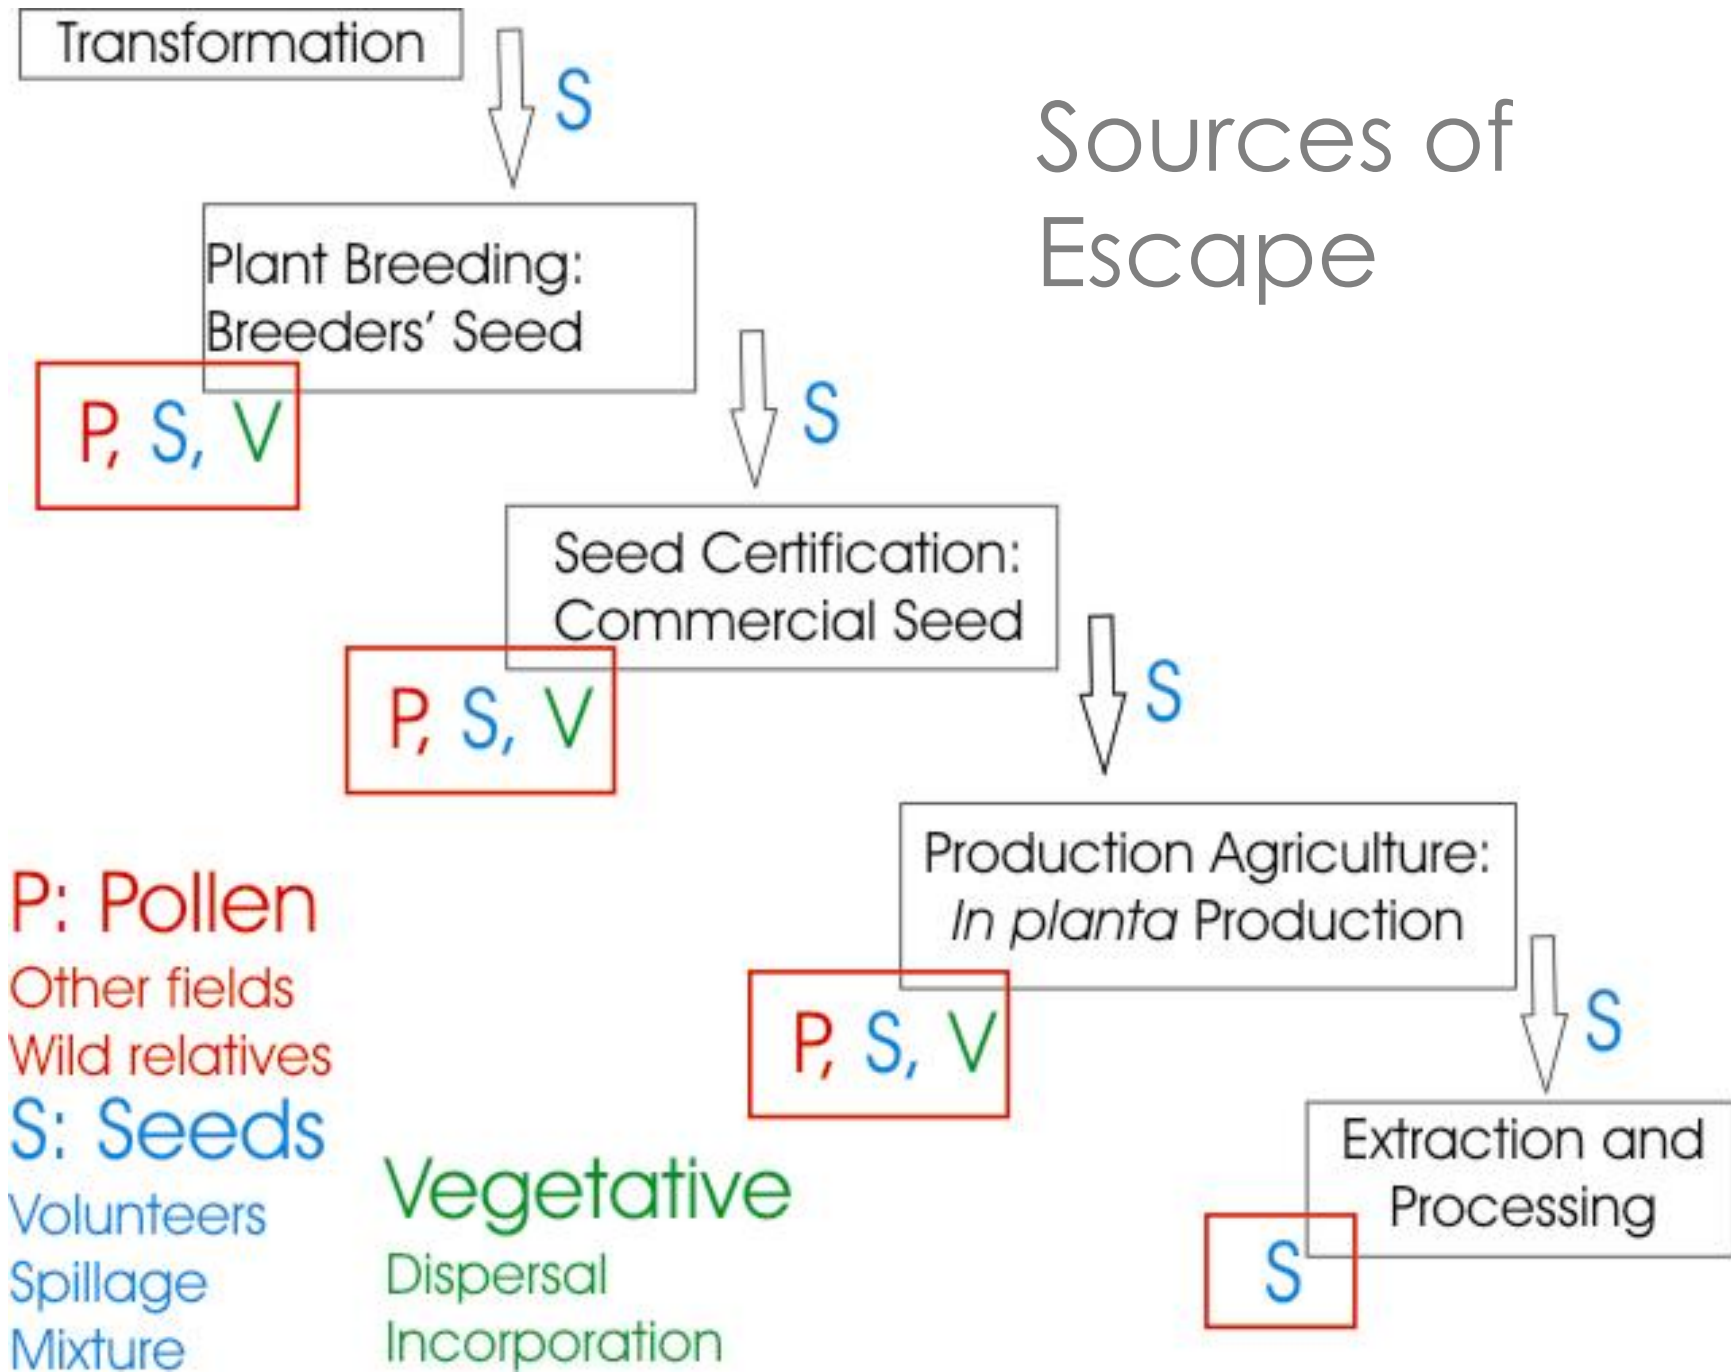 Transformation
S
Sources of
Escape
Plant Breeding:
Breeders’ Seed
P, S, V
S
Seed Certification:
Commercial Seed
P, S, V
S
Production Agriculture:
In planta Production
P, S, V
S
Extraction and
Processing
S
P: Pollen
Other fields
Wild relatives
S: Seeds
Volunteers
Spillage
Mixture
Vegetative
Dispersal
Incorporation